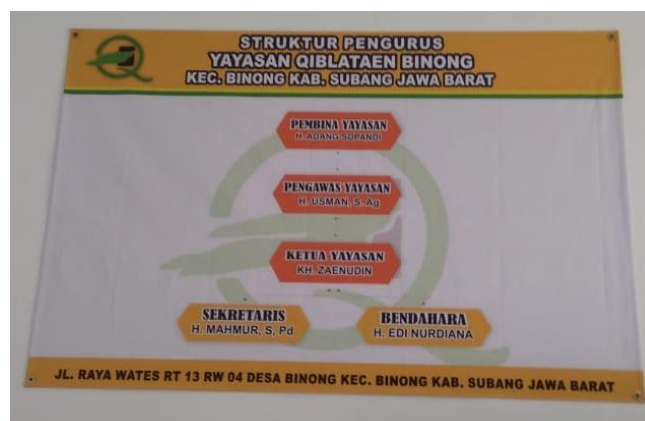 STRUKTUR PENGURUS
YAYASAN QIBLATAEN BINONG
KEC. BINONG KAB. SUBANG JAWA BARAT
PEMBINA YAYASAN
H. ADANG SOPANDI
PENGAWAS YAYASAN
H. USMAN, S. Ag
KETUA YAYASAN
KH. ZAENUDIN
SEKRETARIS
H. MAHMUR, S, Pd
BENDAHARA
H. EDI NURDIANA
JL. RAYA WATES RT 13 RW 04 DESA BINONG KEC. BINONG KAB. SUBANG JAWA BARAT